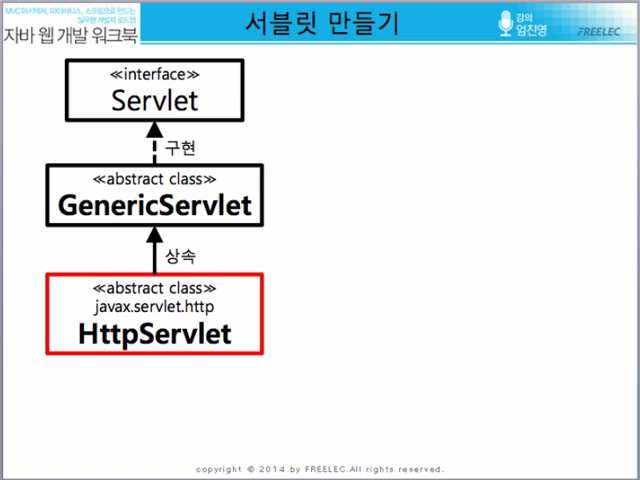 MVC 아키텍처, 마이바티스, 스프링으로 만드는
실무형 개발자 로드맵
자바 웹 개발 워크북
서블릿 만들기
강의
엄진영
FREELEC
≪interface≫
Servlet
구현
≪abstract class≫
GenericServlet
상속
≪abstract class≫
javax.servlet.http
HttpServlet
copyright © 2014 by FREELEC.All rights reserved.